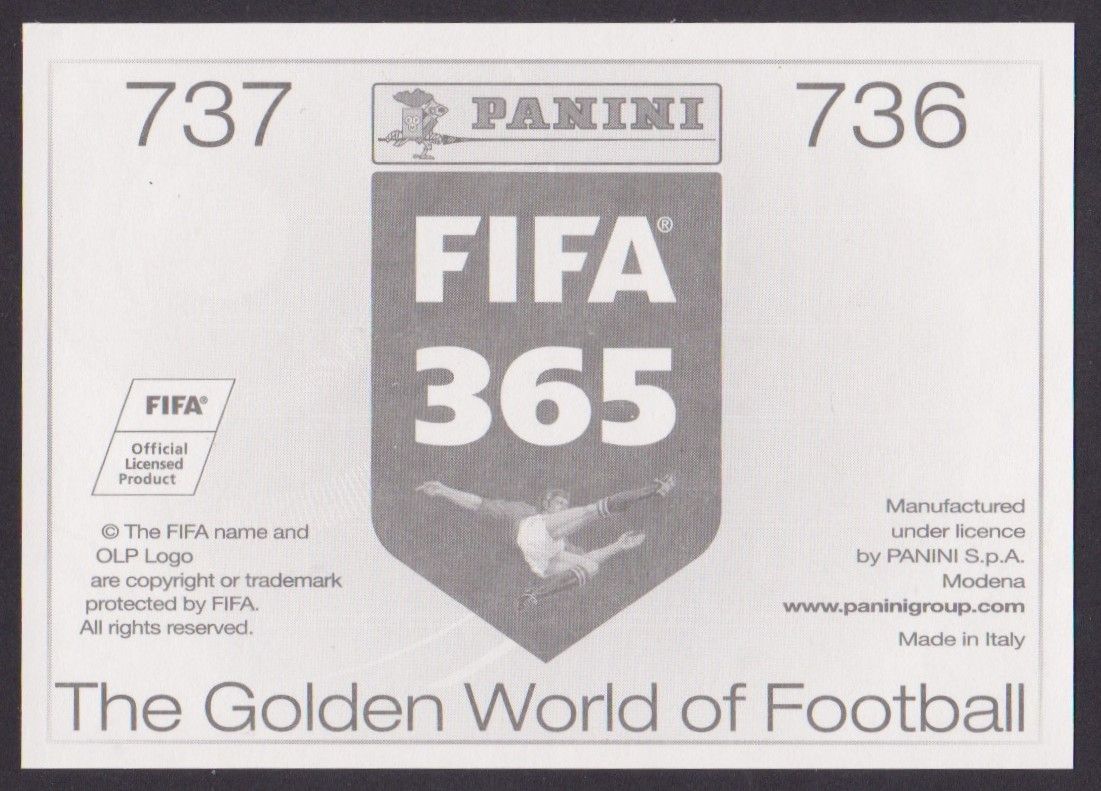 737
PANINI
736
FIFA®
365
FIFA®
Official
Licensed
Product
© The FIFA name and
OLP Logo
are copyright or trademark
protected by FIFA.
All rights reserved.
Manufactured
under licence
by PANINI S.p.A.
Modena
www.paninigroup.com
Made in Italy
The Golden World of Football